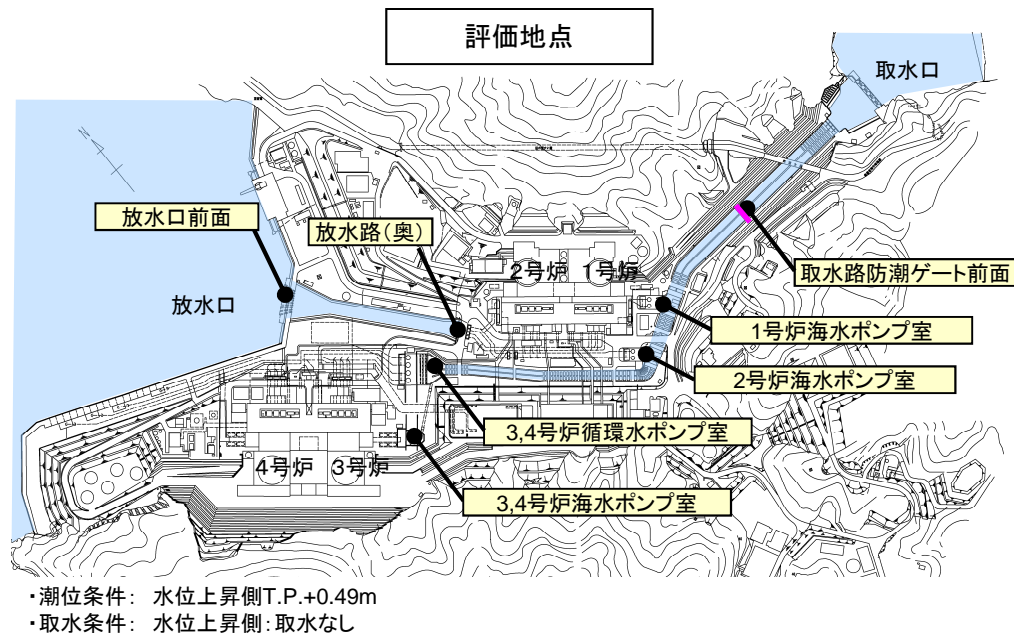 評価地点
取水口
放水口前面
放水路(奥)
2号炉 1号炉
取水路防潮ゲート前面
放水口
1号炉海水ポンプ室
2号炉海水ポンプ室
3,4号炉循環水ポンプ室
4号炉 3号炉
3,4号炉海水ポンプ室
・潮位条件: 水位上昇側T.P.+0.49m
・取水条件: 水位上昇側:取水なし